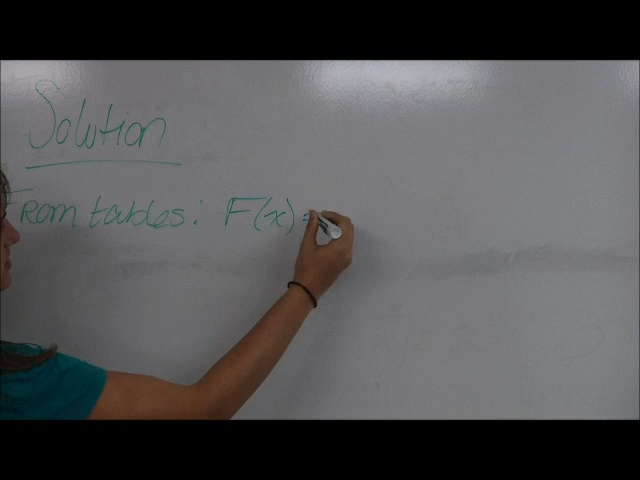 Solution
From tables: F(x) =